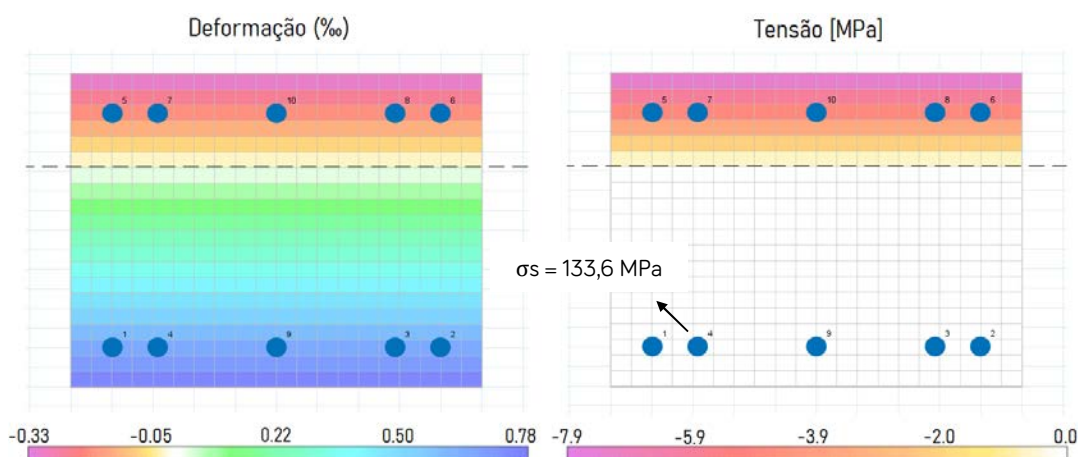 Deformação (‰)
Tensão [MPa]
5 7 10 8 6
5 7 10 8 6
σs = 133,6 MPa
1 4 9 3 2
1 4 9 3 2
-0.33 -0.05 0.22 0.50 0.78
-7.9 -5.9 -3.9 -2.0 0.0